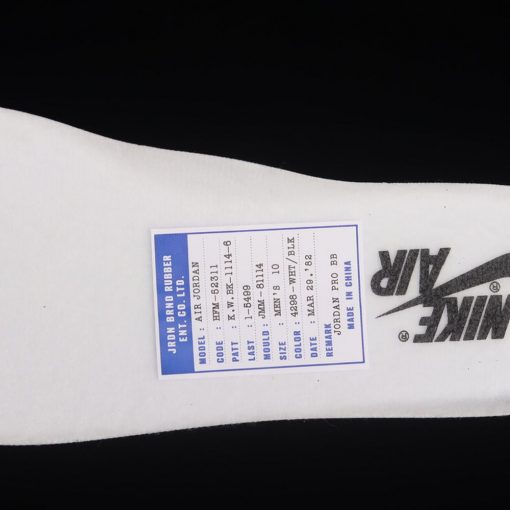 JRDN BRND RUBBER
ENT. CO. LTD.
MODEL : AIR JORDAN
CODE : HFM-52311
PATT : K.W.BK-1114-6
LAST : 1-5499
MOULD : JMM-81114
SIZE : MEN'S 10
COLOR : 4298-WHT/BLK
DATE : MAR 29.'82
REMARK
JORDAN PRO BB
MADE IN CHINA
NIKE®
AIR